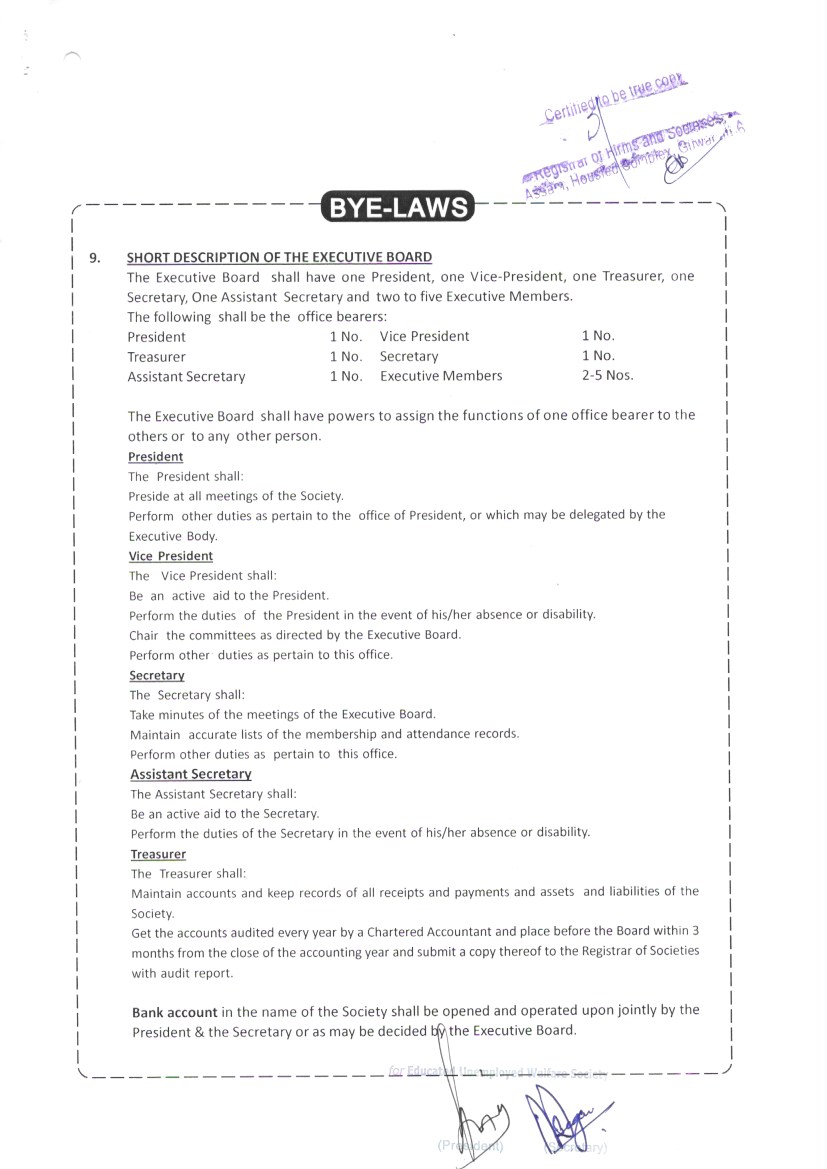 Certified to be true copy
Registrar of Firms and Societies,
Assam, Housefed Complex,
BYE-LAWS
9. SHORT DESCRIPTION OF THE EXECUTIVE BOARD
The Executive Board shall have one President, one Vice-President, one Treasurer, one
Secretary, One Assistant Secretary and two to five Executive Members.
The following shall be the office bearers:
President 1 No. Vice President 1 No.
Treasurer 1 No. Secretary 1 No.
Assistant Secretary 1 No. Executive Members 2-5 Nos.
The Executive Board shall have powers to assign the functions of one office bearer to the
others or to any other person.
President
The President shall:
Preside at all meetings of the Society.
Perform other duties as pertain to the office of President, or which may be delegated by the
Executive Body.
Vice President
The Vice President shall:
Be an active aid to the President.
Perform the duties of the President in the event of his/her absence or disability.
Chair the committees as directed by the Executive Board.
Perform other duties as pertain to this office.
Secretary
The Secretary shall:
Take minutes of the meetings of the Executive Board.
Maintain accurate lists of the membership and attendance records.
Perform other duties as pertain to this office.
Assistant Secretary
The Assistant Secretary shall:
Be an active aid to the Secretary.
Perform the duties of the Secretary in the event of his/her absence or disability.
Treasurer
The Treasurer shall:
Maintain accounts and keep records of all receipts and payments and assets and liabilities of the
Society.
Get the accounts audited every year by a Chartered Accountant and place before the Board within 3
months from the close of the accounting year and submit a copy thereof to the Registrar of Societies
with audit report.
Bank account in the name of the Society shall be opened and operated upon jointly by the
President & the Secretary or as may be decided by the Executive Board.
(for Educated Unemployed Welfare Society
(President) (Secretary)